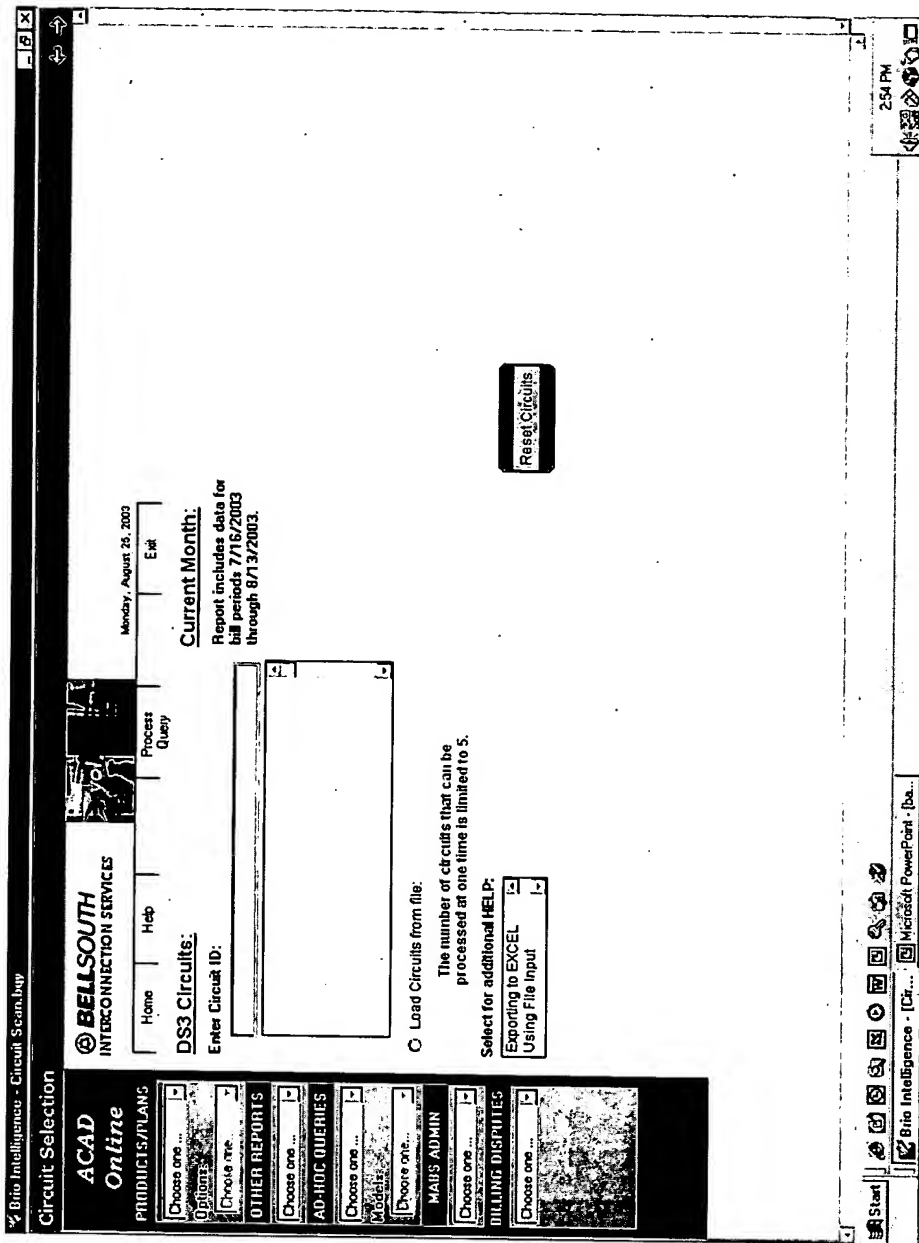 Brio Intelligence - Circuit Scan.bqy
Circuit Selection
ACAD
Online
PRODUCTS/PLANS
Choose one ...
Options:
Choose one ...
OTHER REPORTS
Choose one ...
AD-HOC QUERIES
Choose one ...
Models:
Choose one...
MABS ADMIN
Choose one ...
BILLING DISPUTES
Choose one ...
BELLSOUTH
INTERCONNECTION SERVICES
you.
Monday, August 25, 2003
Home
Help
Process
Query
Exit
DS3 Circuits:
Enter Circuit ID:
Current Month:
Report includes data for
bill periods 7/16/2003
through 8/13/2003.
Load Circuits from file:
The number of circuits that can be
processed at one time is limited to 5.
Select for additional HELP:
Exporting to EXCEL
Using File Input
Reset Circuits
Start
Brio Intelligence - [Cir...
Microsoft PowerPoint - [ba...
2:54 PM